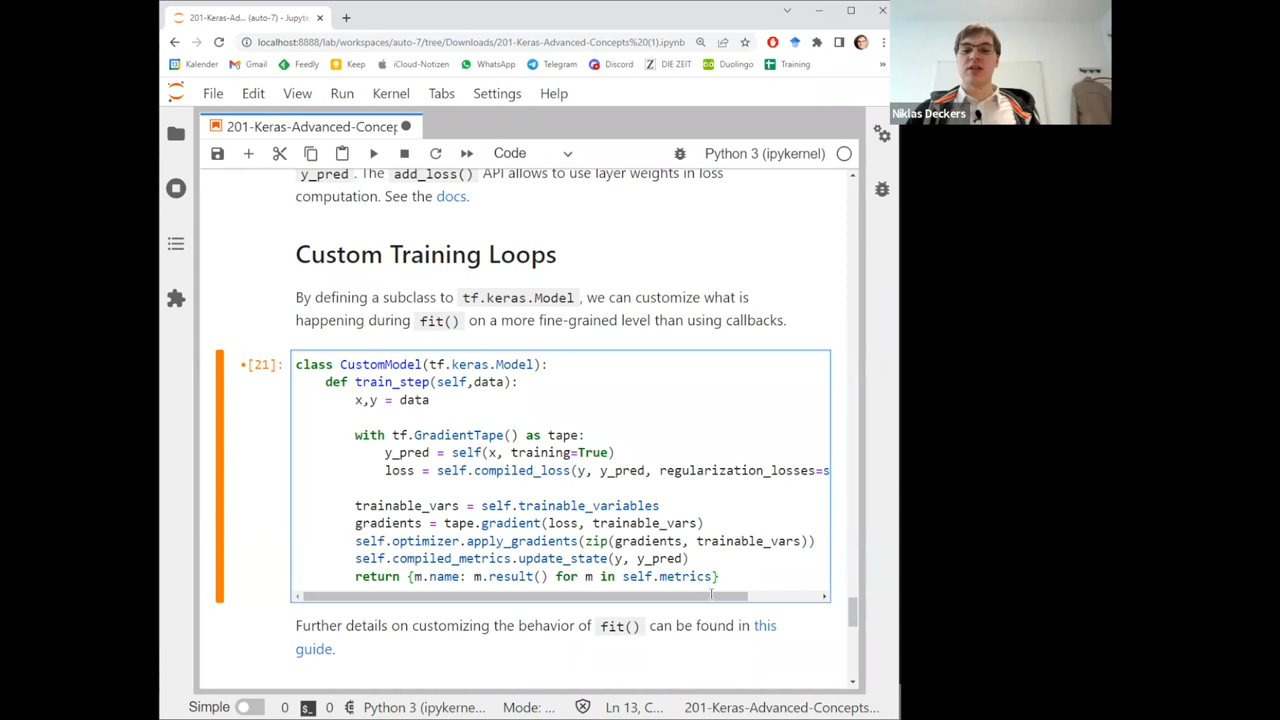 201-Keras-Ad... (auto-7) - Jupyte
localhost:8888/lab/workspaces/auto-7/tree/Downloads/201-Keras-Advanced-Concepts%20(1).ipynb
Kalender Gmail Feedly Keep iCloud-Notizen WhatsApp Telegram Discord DIE ZEIT Duolingo Training »
File Edit View Run Kernel Tabs Settings Help
Niklas Deckers
201-Keras-Advanced-Concep
Code Python 3 (ipykernel)
y_pred . The add_loss() API allows to use layer weights in loss
computation. See the docs.
Custom Training Loops
By defining a subclass to tf.keras.Model , we can customize what is
happening during fit() on a more fine-grained level than using callbacks.
•[21]: class CustomModel(tf.keras.Model):
def train_step(self,data):
x,y = data
with tf.GradientTape() as tape:
y_pred = self(x, training=True)
loss = self.compiled_loss(y, y_pred, regularization_losses=s
trainable_vars = self.trainable_variables
gradients = tape.gradient(loss, trainable_vars)
self.optimizer.apply_gradients(zip(gradients, trainable_vars))
self.compiled_metrics.update_state(y, y_pred)
return {m.name: m.result() for m in self.metrics}
Further details on customizing the behavior of fit() can be found in this
guide.
Simple 0 0 Python 3 (ipykerne... Mode: ... Ln 13, C... 201-Keras-Advanced-Concepts...